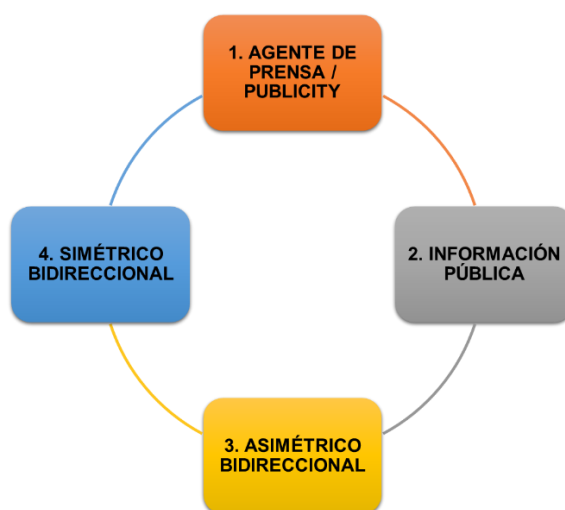 1. AGENTE DE
PRENSA /
PUBLICITY
2. INFORMACIÓN
PÚBLICA
3. ASIMÉTRICO
BIDIRECCIONAL
4. SIMÉTRICO
BIDIRECCIONAL